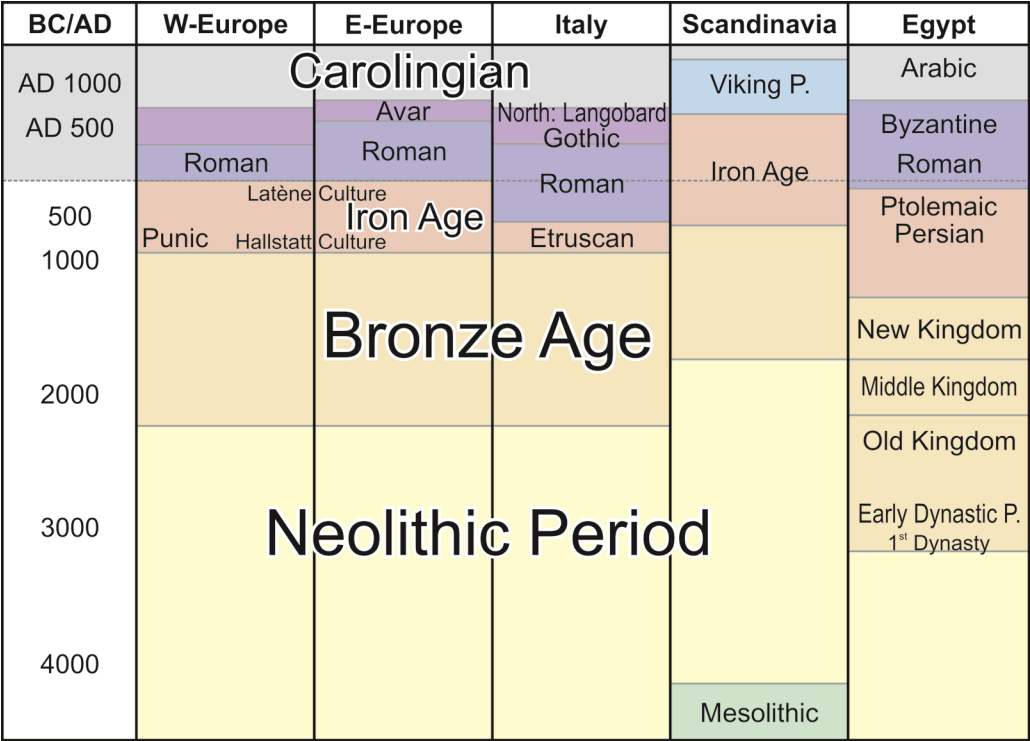 BC/AD W-Europe E-Europe Italy Scandinavia Egypt
Carolingian
Arabic
AD 1000
Viking P.
Avar
North: Langobard
AD 500
Byzantine
Gothic
Roman
Roman
Roman
Iron Age
Roman
Latène Culture
500
Iron Age
Ptolemaic
Persian
Punic
Hallstatt Culture
Etruscan
1000
Bronze Age
New Kingdom
2000
Middle Kingdom
Old Kingdom
3000
Neolithic Period
Early Dynastic P.
1st Dynasty
4000
Mesolithic